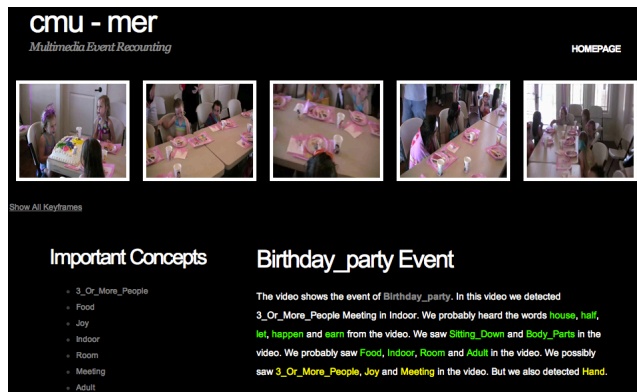 cmu - mer
Multimedia Event Recounting
HOMEPAGE
Show All Keyframes
Important Concepts
3_Or_More_People
Food
Joy
Indoor
Room
Meeting
Adult
Birthday_party Event
The video shows the event of Birthday_party. In this video we detected
3_Or_More_People Meeting in Indoor. We probably heard the words house, half,
let, happen and earn from the video. We saw Sitting_Down and Body_Parts in the
video. We probably saw Food, Indoor, Room and Adult in the video. We possibly
saw 3_Or_More_People, Joy and Meeting in the video. But we also detected Hand.